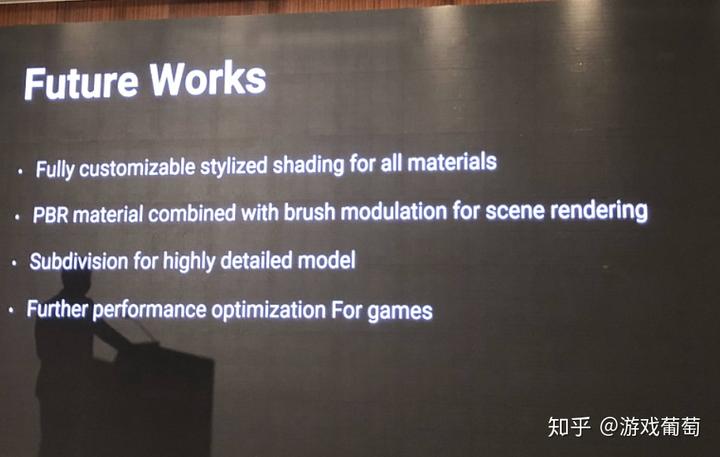 Future Works
• Fully customizable stylized shading for all materials
• PBR material combined with brush modulation for scene rendering
• Subdivision for highly detailed model
• Further performance optimization For games
知乎 @游戏葡萄